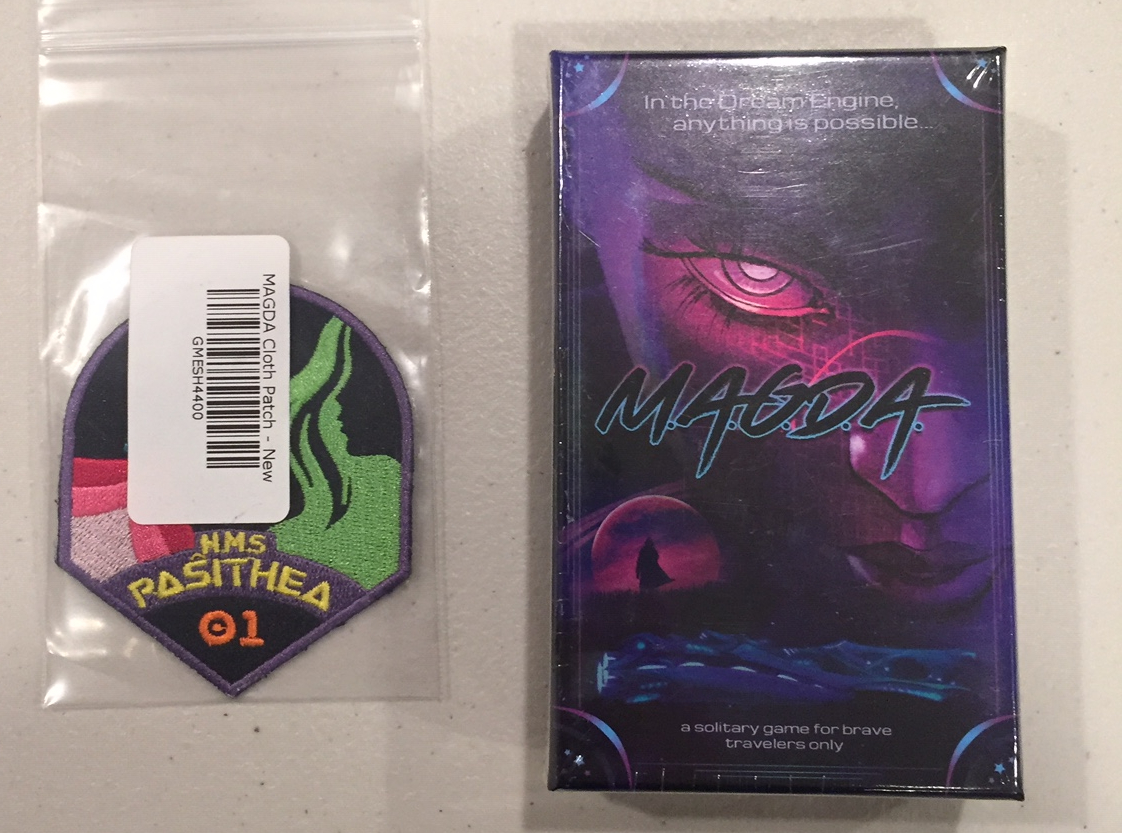 MAGDA Cloth Patch - New
GMESH4400
HMS
PASITHEA
01
In the Dream Engine,
anything is possible...
M.A.G.D.A.
a solitary game for brave
travelers only